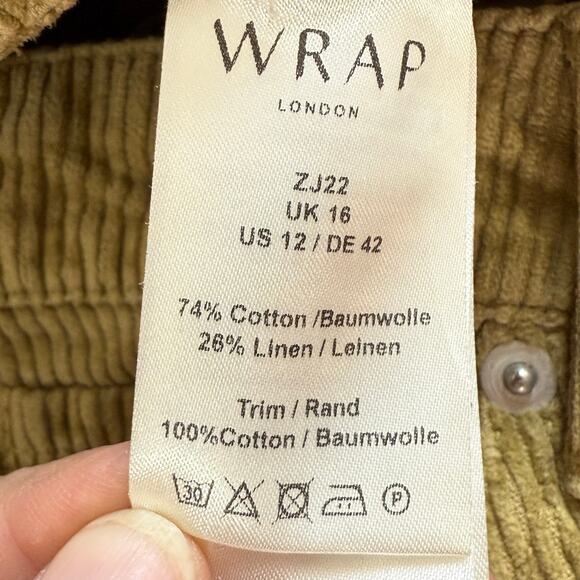 WRAP
LONDON
ZJ22
UK 16
US 12 / DE 42
74% Cotton /Baumwolle
26% Linen / Leinen
Trim / Rand
100%Cotton / Baumwolle
30 P